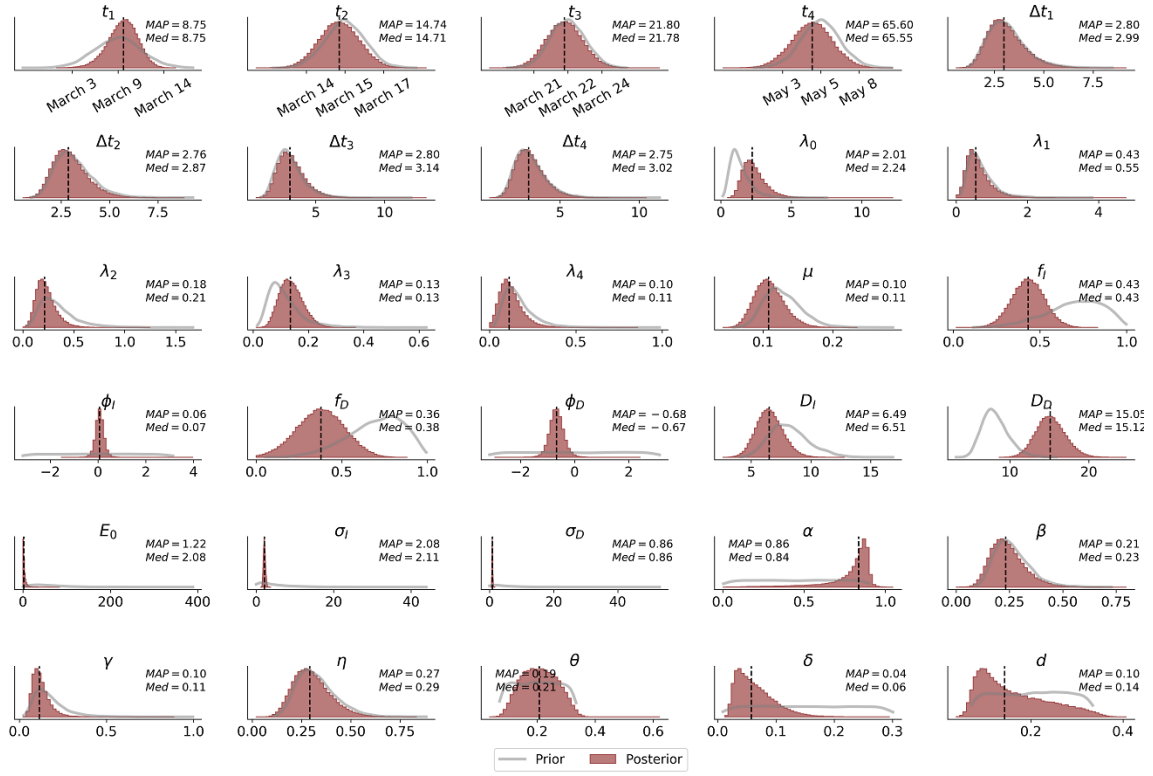 t₁
MAP = 8.75
Med = 8.75
March 3
March 9
March 14
t₂
MAP = 14.74
Med = 14.71
March 14
March 15
March 17
t₃
MAP = 21.80
Med = 21.78
March 21
March 22
March 24
t₄
MAP = 65.60
Med = 65.55
May 3
May 5
May 8
Δt₁
MAP = 2.80
Med = 2.99
2.5 5.0 7.5
Δt₂
MAP = 2.76
Med = 2.87
2.5 5.0 7.5
Δt₃
MAP = 2.80
Med = 3.14
5 10
Δt₄
MAP = 2.75
Med = 3.02
5 10
λ₀
MAP = 2.01
Med = 2.24
0 5 10
λ₁
MAP = 0.43
Med = 0.55
0 2 4
λ₂
MAP = 0.18
Med = 0.21
0.0 0.5 1.0 1.5
λ₃
MAP = 0.13
Med = 0.13
0.0 0.2 0.4 0.6
λ₄
MAP = 0.10
Med = 0.11
0.0 0.5 1.0
μ
MAP = 0.10
Med = 0.11
0.1 0.2
f_I
MAP = 0.43
Med = 0.43
0.0 0.5 1.0
ϕ_I
MAP = 0.06
Med = 0.07
−2 0 2 4
f_D
MAP = 0.36
Med = 0.38
0.0 0.5 1.0
ϕ_D
MAP = −0.68
Med = −0.67
−2 0 2
D_I
MAP = 6.49
Med = 6.51
5 10 15
D_D
MAP = 15.05
Med = 15.12
10 20
E₀
MAP = 1.22
Med = 2.08
0 200 400
σ_I
MAP = 2.08
Med = 2.11
0 20 40
σ_D
MAP = 0.86
Med = 0.86
0 20 40
α
MAP = 0.86
Med = 0.84
0.0 0.5 1.0
β
MAP = 0.21
Med = 0.23
0.00 0.25 0.50 0.75
γ
MAP = 0.10
Med = 0.11
0.0 0.5 1.0
η
MAP = 0.27
Med = 0.29
0.00 0.25 0.50 0.75
θ
MAP = 0.19
Med = 0.21
0.0 0.2 0.4 0.6
δ
MAP = 0.04
Med = 0.06
0.0 0.1 0.2 0.3
d
MAP = 0.10
Med = 0.14
0.2 0.4
Prior Posterior